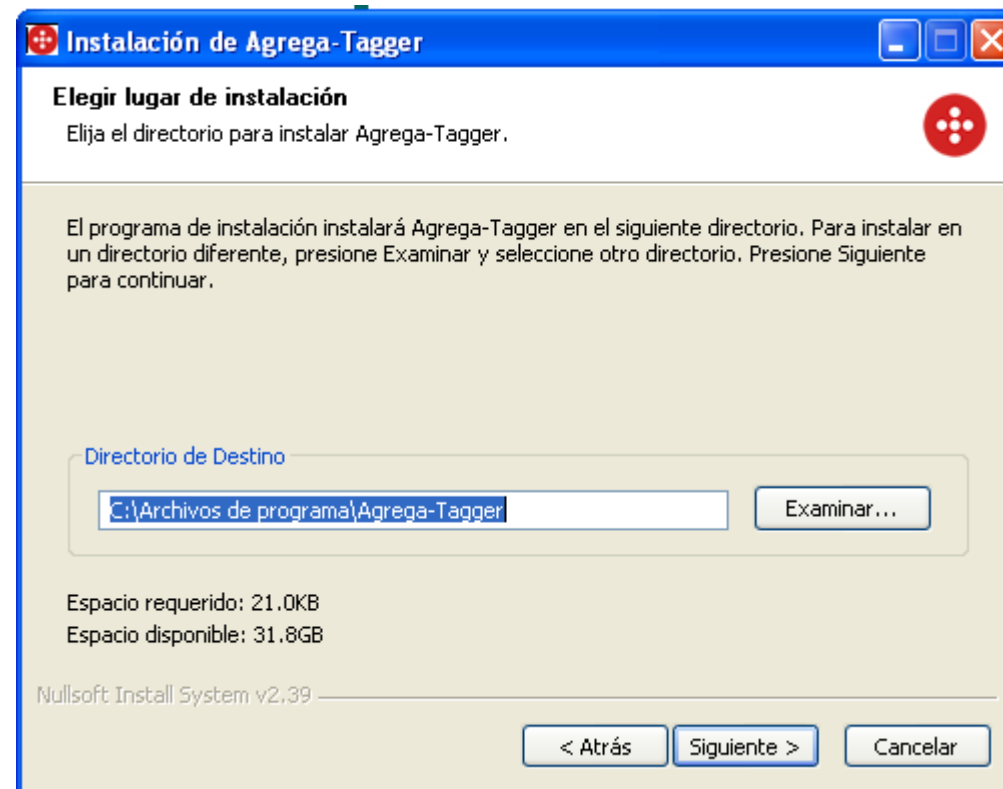 Instalación de Agrega-Tagger
Elegir lugar de instalación
Elija el directorio para instalar Agrega-Tagger.
El programa de instalación instalará Agrega-Tagger en el siguiente directorio. Para instalar en
un directorio diferente, presione Examinar y seleccione otro directorio. Presione Siguiente
para continuar.
Directorio de Destino
C:\Archivos de programa\Agrega-Tagger
Examinar...
Espacio requerido: 21.0KB
Espacio disponible: 31.8GB
Nullsoft Install System v2.39
< Atrás
Siguiente >
Cancelar